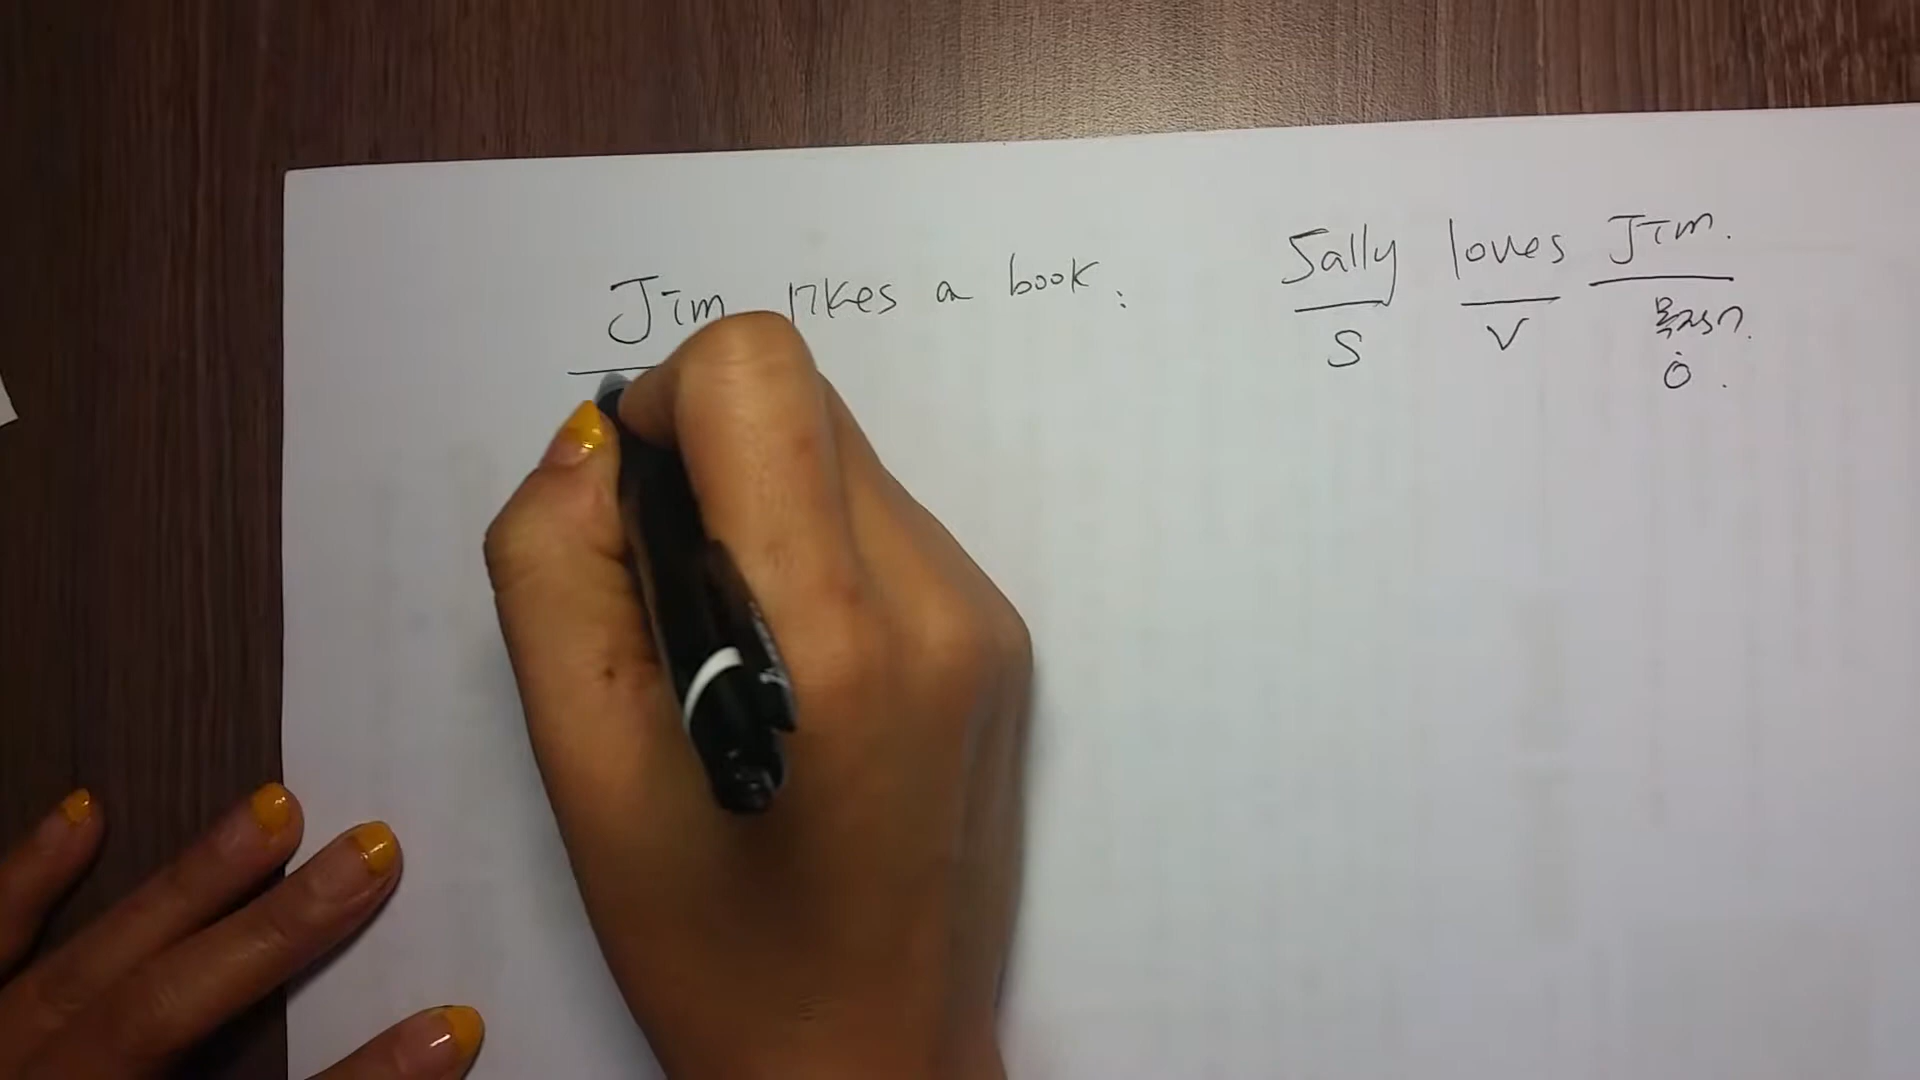 Jim likes a book.
Sally loves Jim.
S V 목적어.
O.